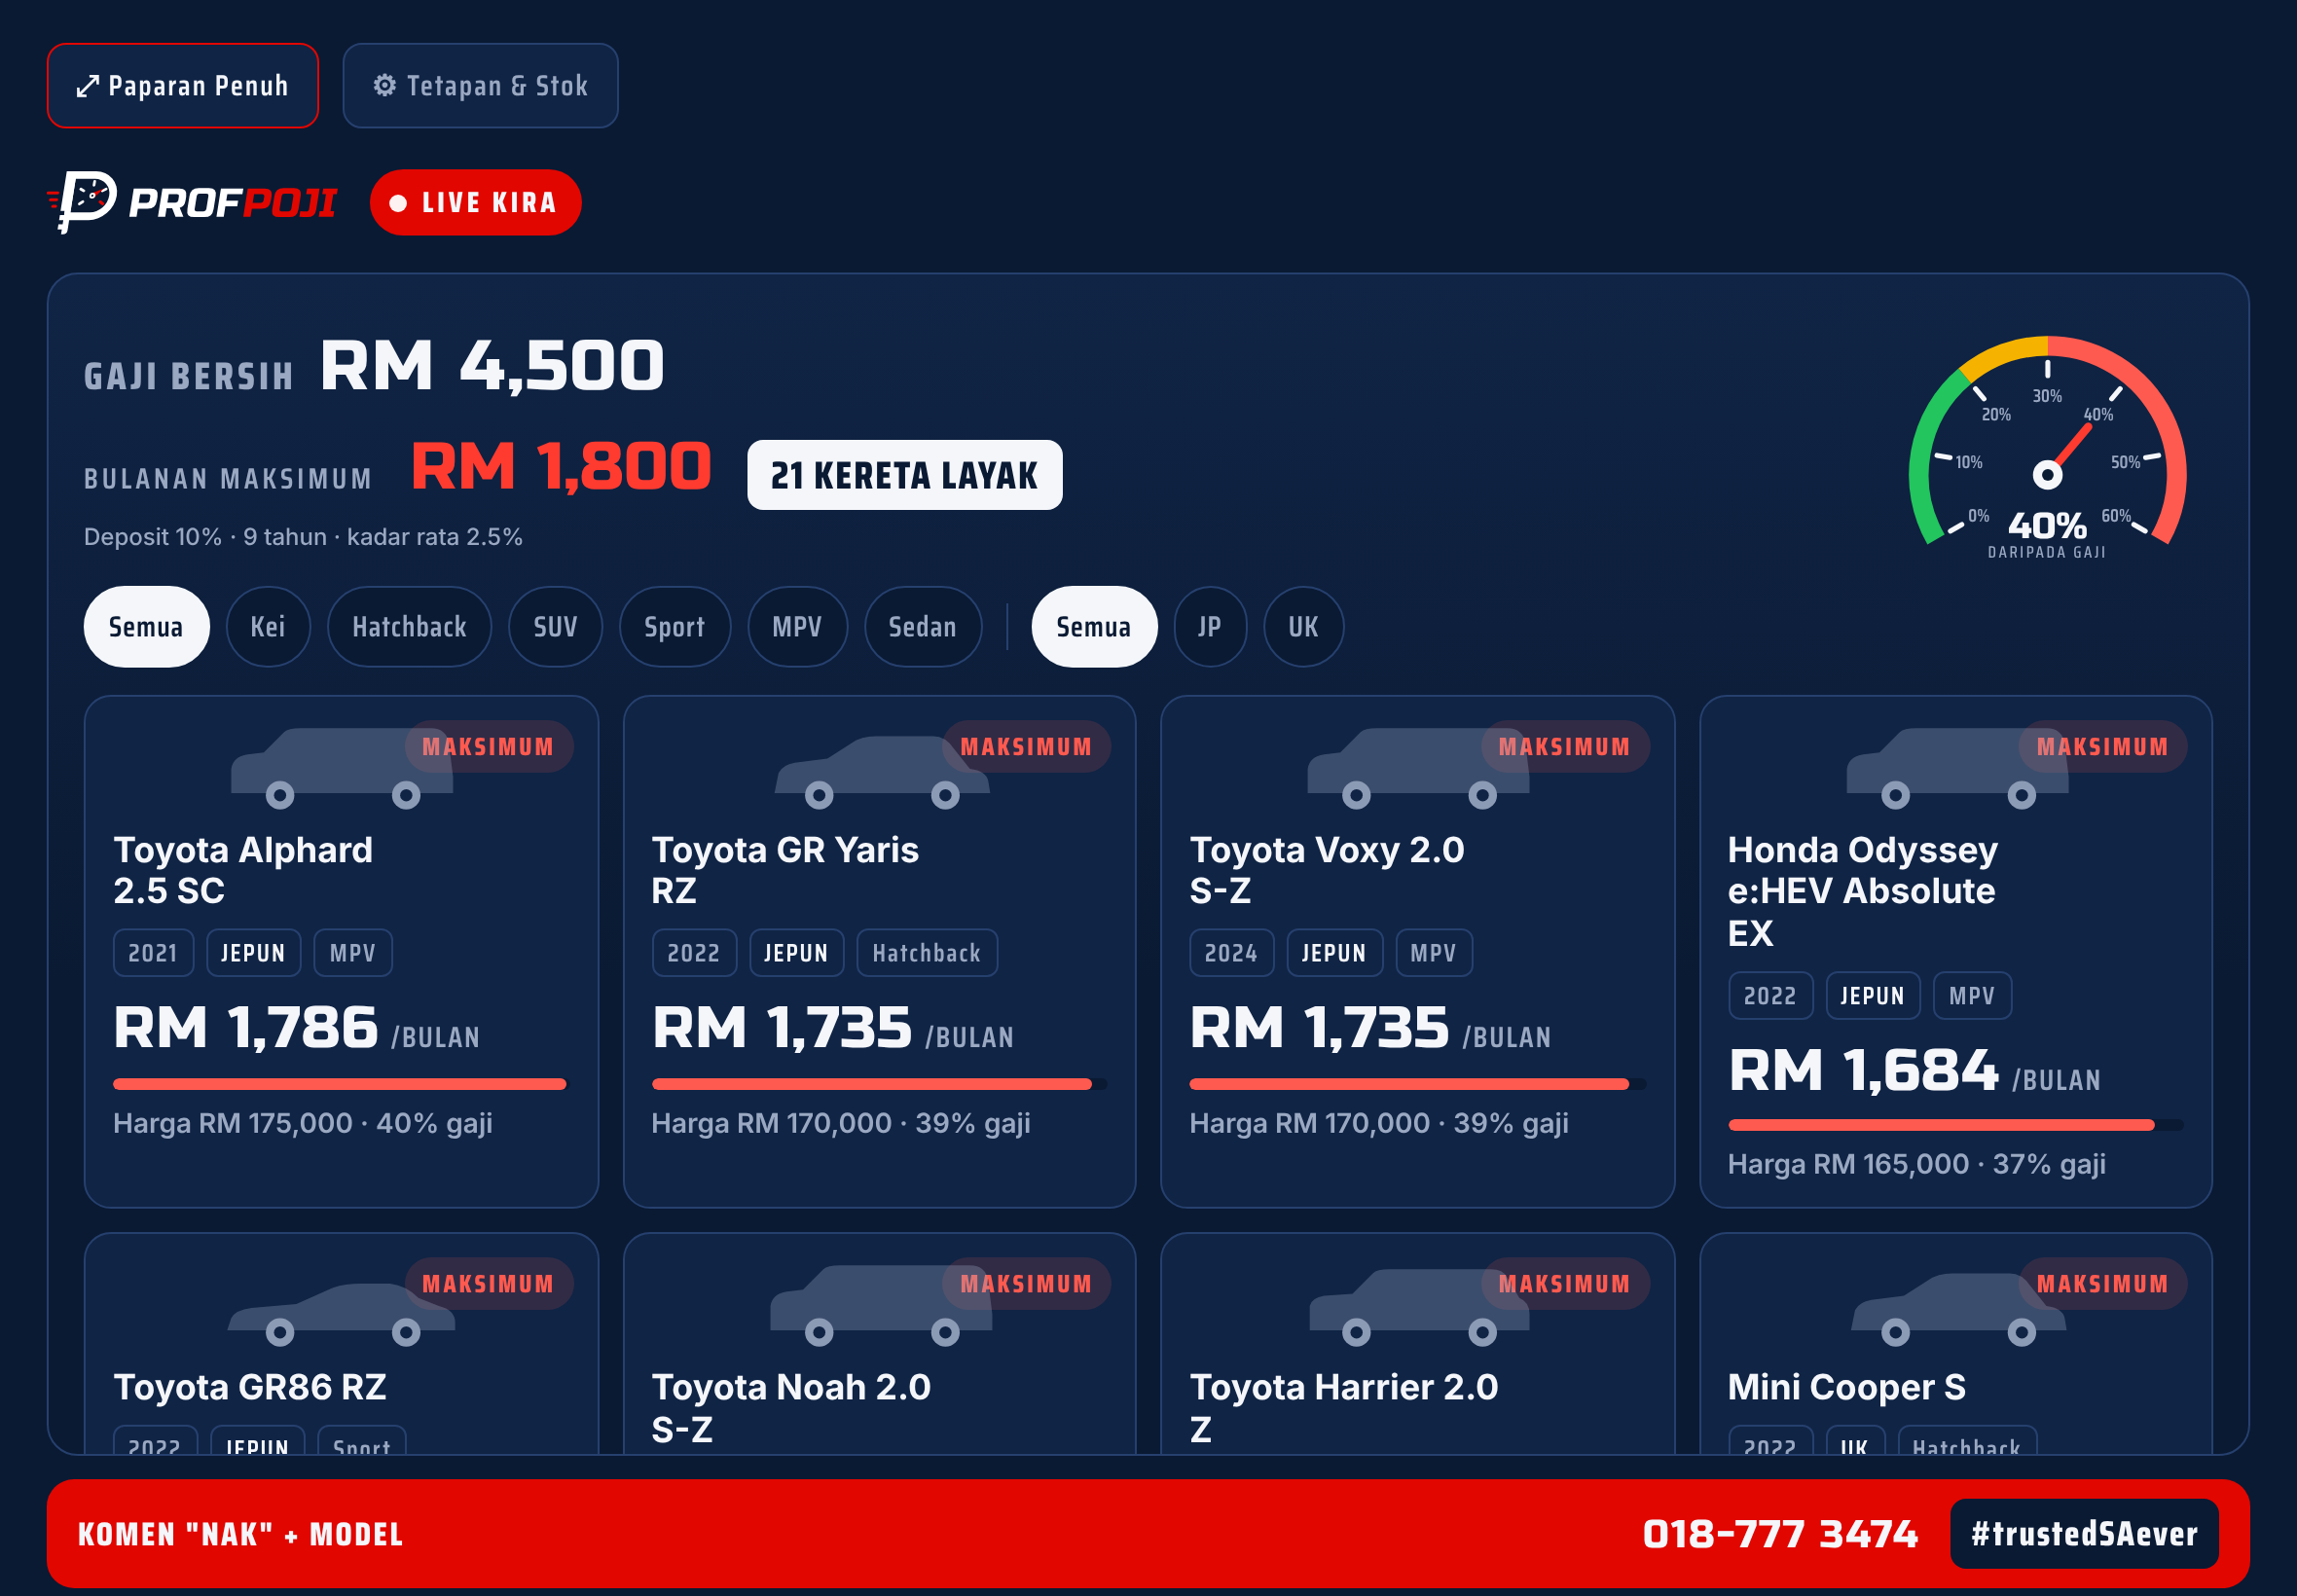 ⤢ Paparan Penuh
⚙ Tetapan & Stok
PROFPOJI
LIVE KIRA
GAJI BERSIH RM 4,500
BULANAN MAKSIMUM RM 1,800 21 KERETA LAYAK
Deposit 10% · 9 tahun · kadar rata 2.5%
0%
10%
20%
30%
40%
50%
60%
40%
DARIPADA GAJI
Semua Kei Hatchback SUV Sport MPV Sedan Semua JP UK
MAKSIMUM
Toyota Alphard
2.5 SC
2021 JEPUN MPV
RM 1,786 /BULAN
Harga RM 175,000 · 40% gaji
MAKSIMUM
Toyota GR Yaris
RZ
2022 JEPUN Hatchback
RM 1,735 /BULAN
Harga RM 170,000 · 39% gaji
MAKSIMUM
Toyota Voxy 2.0
S-Z
2024 JEPUN MPV
RM 1,735 /BULAN
Harga RM 170,000 · 39% gaji
MAKSIMUM
Honda Odyssey
e:HEV Absolute
EX
2022 JEPUN MPV
RM 1,684 /BULAN
Harga RM 165,000 · 37% gaji
MAKSIMUM
Toyota GR86 RZ
2022 JEPUN Sport
MAKSIMUM
Toyota Noah 2.0
S-Z
MAKSIMUM
Toyota Harrier 2.0
Z
MAKSIMUM
Mini Cooper S
2022 UK Hatchback
KOMEN "NAK" + MODEL
018-777 3474
#trustedSAever